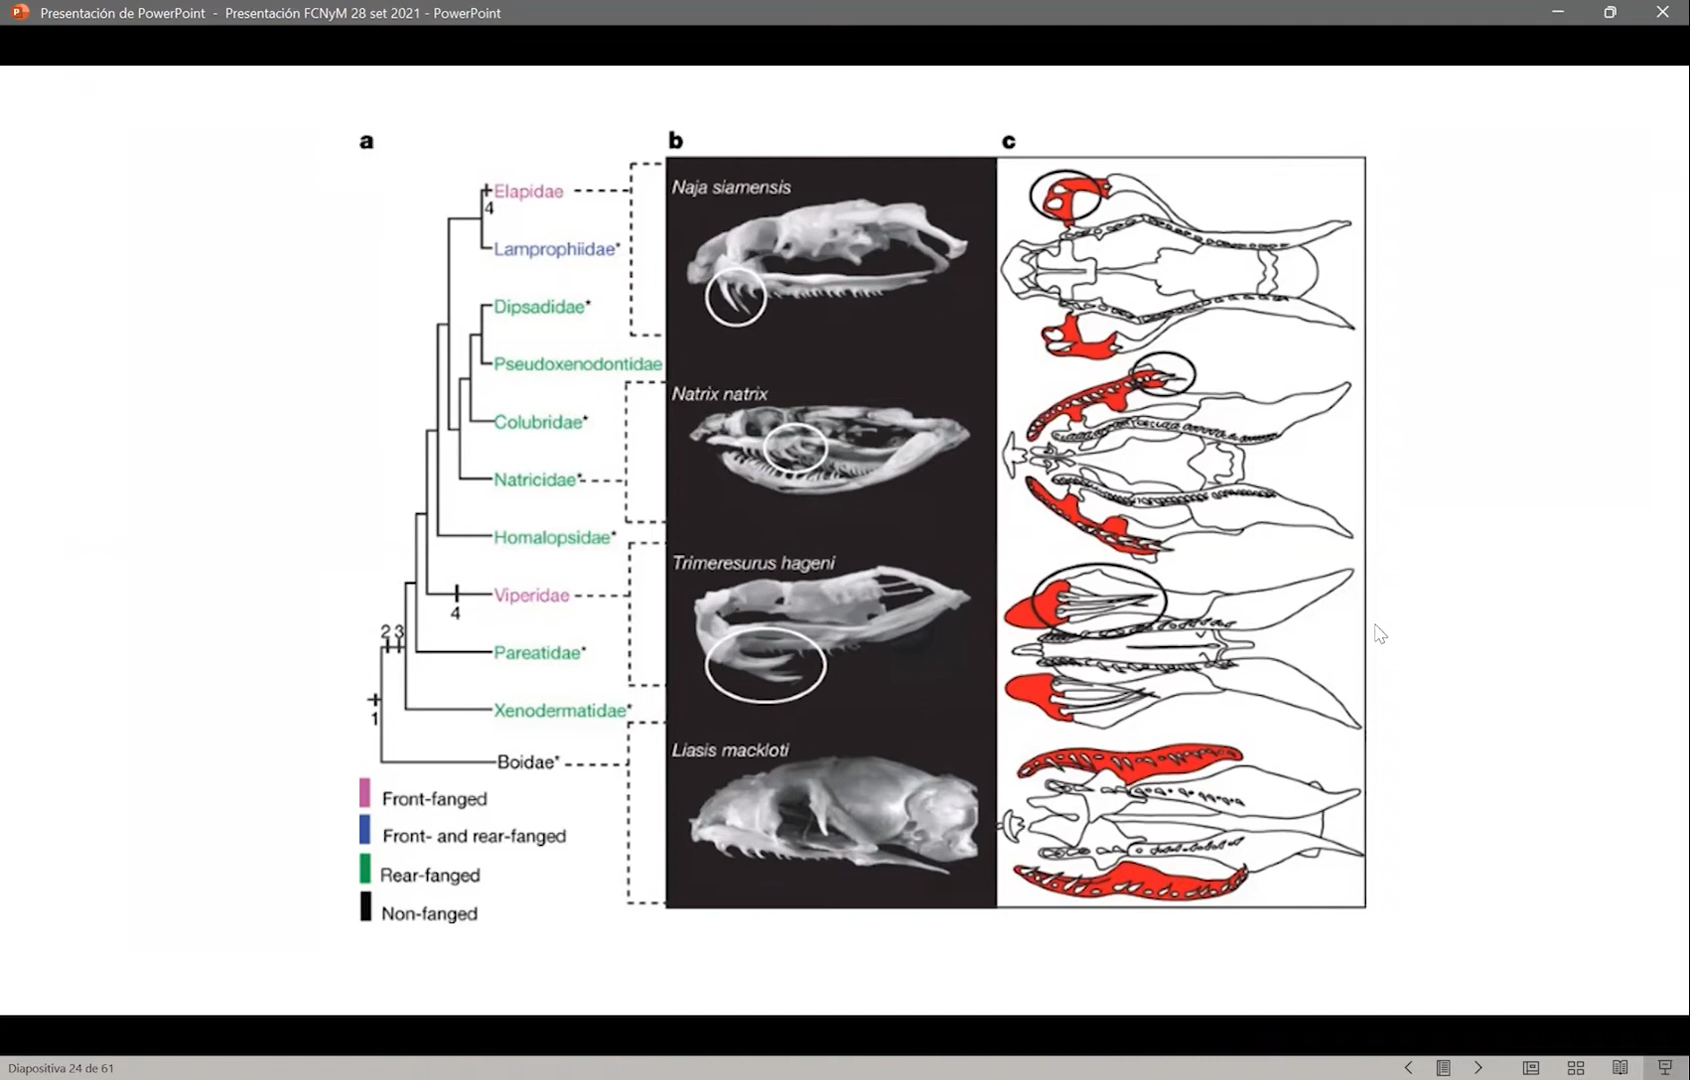 Presentación de PowerPoint - Presentación FCNyM 28 set 2021 - PowerPoint
a
b
c
Elapidae
4
Lamprophiidae*
Dipsadidae*
Pseudoxenodontidae
Colubridae*
Natricidae*
Homalopsidae*
Viperidae
4
2 3
Pareatidae*
Xenodermatidae*
1
Boidae*
Front-fanged
Front- and rear-fanged
Rear-fanged
Non-fanged
Naja siamensis
Natrix natrix
Trimeresurus hageni
Liasis mackloti
Diapositiva 24 de 61